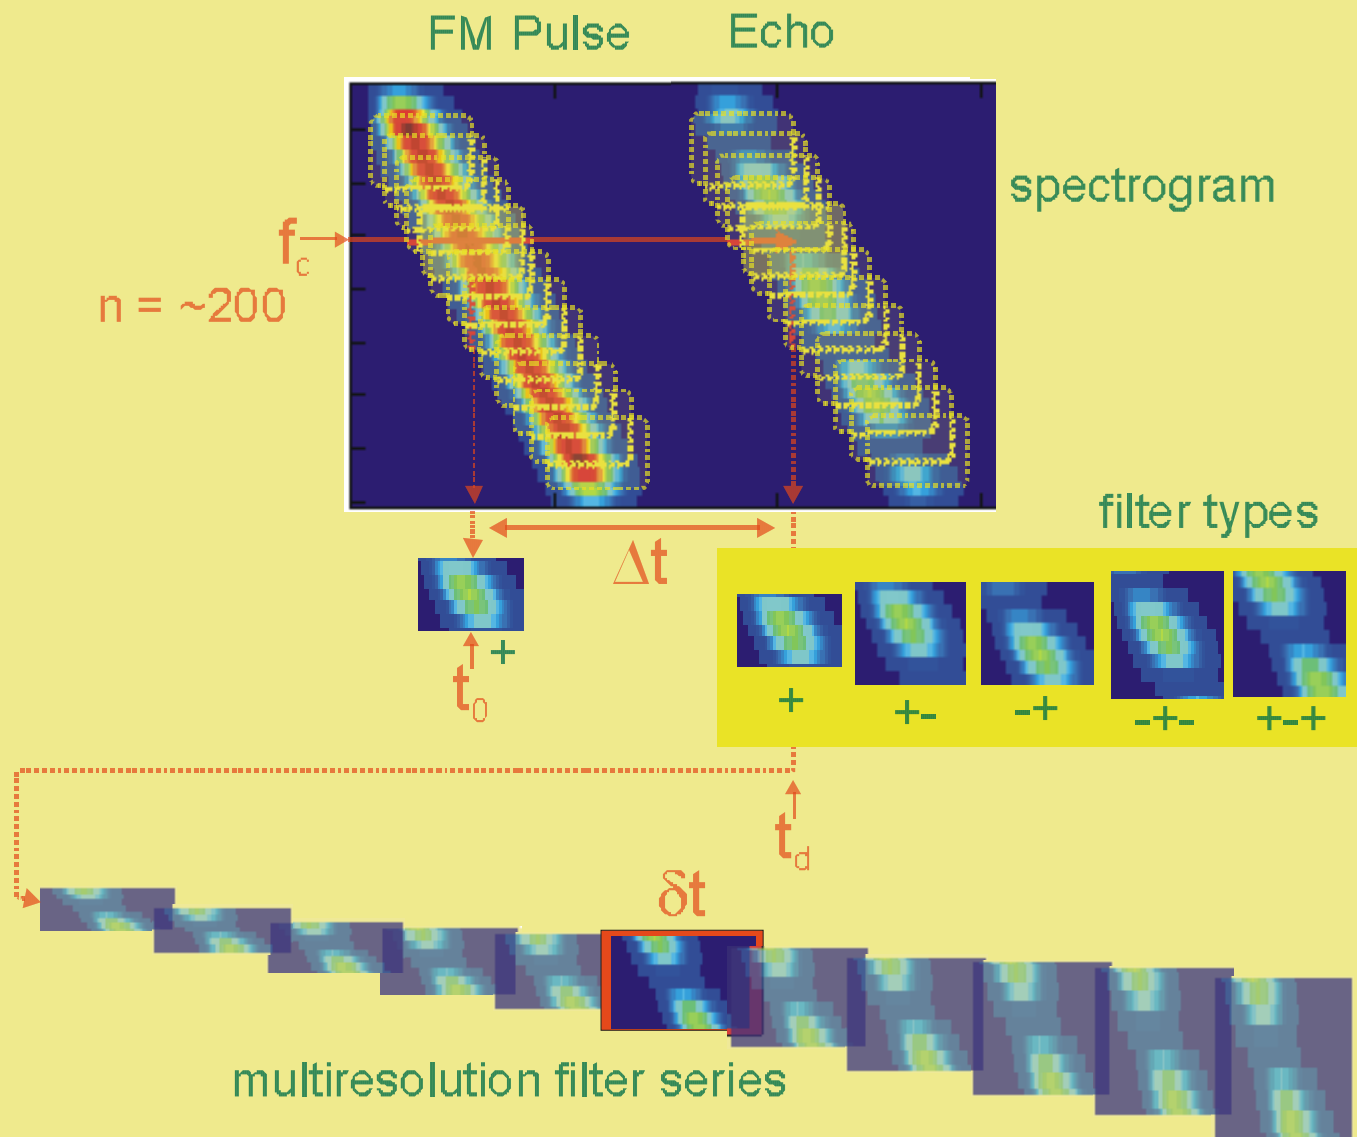 FM Pulse
Echo
spectrogram
fc
n = ~200
filter types
Δt
+
t0
+
+-
-+
-+-
+-+
td
δt
multiresolution filter series